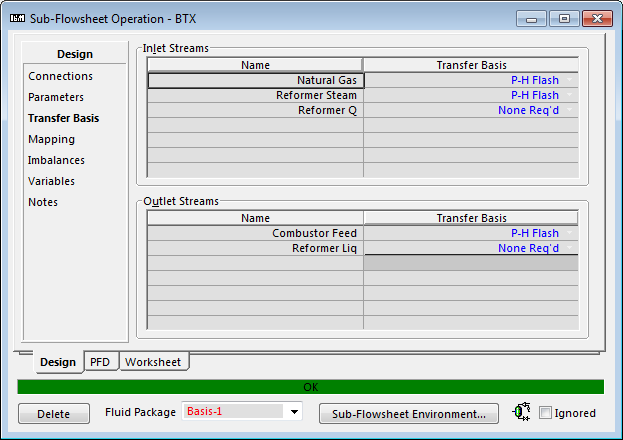 Sub-Flowsheet Operation - BTX
Design
Connections
Parameters
Transfer Basis
Mapping
Imbalances
Variables
Notes
Inlet Streams
Name Transfer Basis
Natural Gas P-H Flash
Reformer Steam P-H Flash
Reformer Q None Req'd
Outlet Streams
Name Transfer Basis
Combustor Feed P-H Flash
Reformer Liq None Req'd
Design PFD Worksheet
OK
Delete Fluid Package Basis-1 Sub-Flowsheet Environment... Ignored